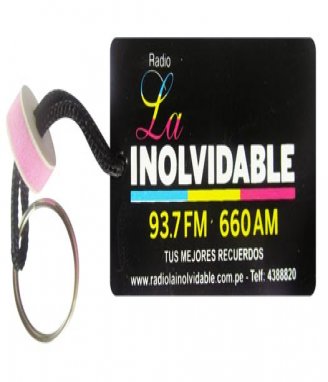 Radio
La
INOLVIDABLE
93.7 FM 660 AM
TUS MEJORES RECUERDOS
www.radiolainolvidable.com.pe - Telf: 4388820